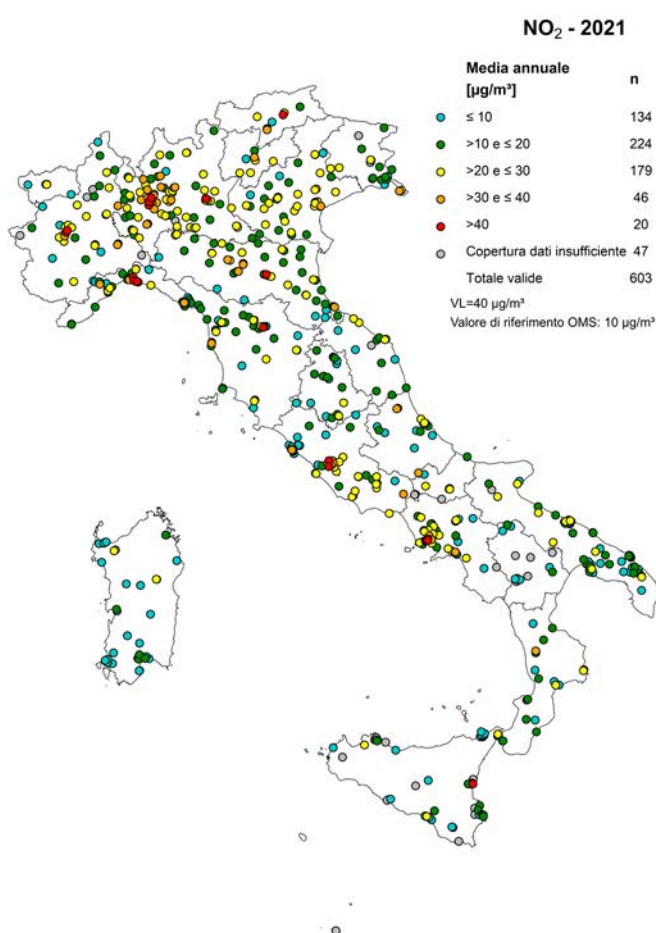 NO₂ - 2021
Media annuale [µg/m³] n
≤ 10 134
>10 e ≤ 20 224
>20 e ≤ 30 179
>30 e ≤ 40 46
>40 20
Copertura dati insufficiente 47
Totale valide 603
VL=40 µg/m³
Valore di riferimento OMS: 10 µg/m³